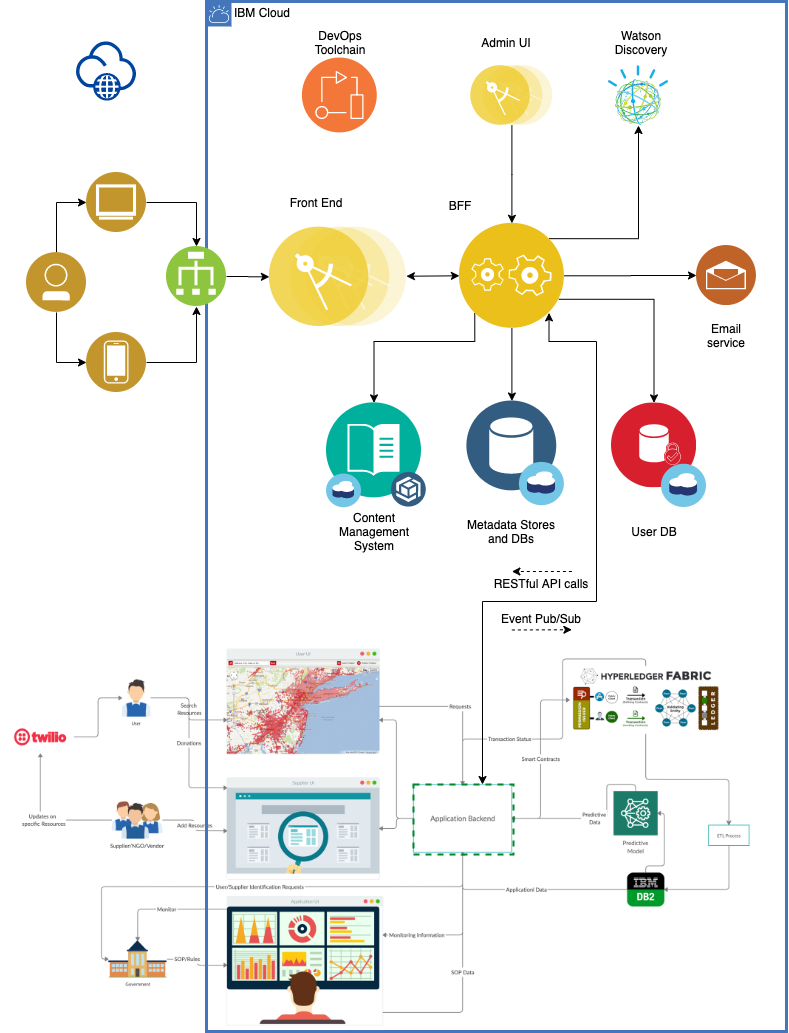 IBM Cloud
DevOps
Toolchain
Admin UI
Watson
Discovery
Front End
BFF
Email
service
Content
Management
System
Metadata Stores
and DBs
User DB
RESTful API calls
Event Pub/Sub
User UI
HYPERLEDGER FABRIC
Search
Resources
Requests
User
twilio
Donations
Transaction Status
Smart Contracts
LEDGER
Supplier UI
Updates on
specific Resources
Add Resources
Application Backend
Predictive
Data
Predictive
Model
ETL Process
Supplier/NGO/Vendor
IBM
DB2
User/Supplier Identification Requests
Application/ Data
Application UI
Monitor
Monitoring Information
SOP/Rules
SOP Data
Government